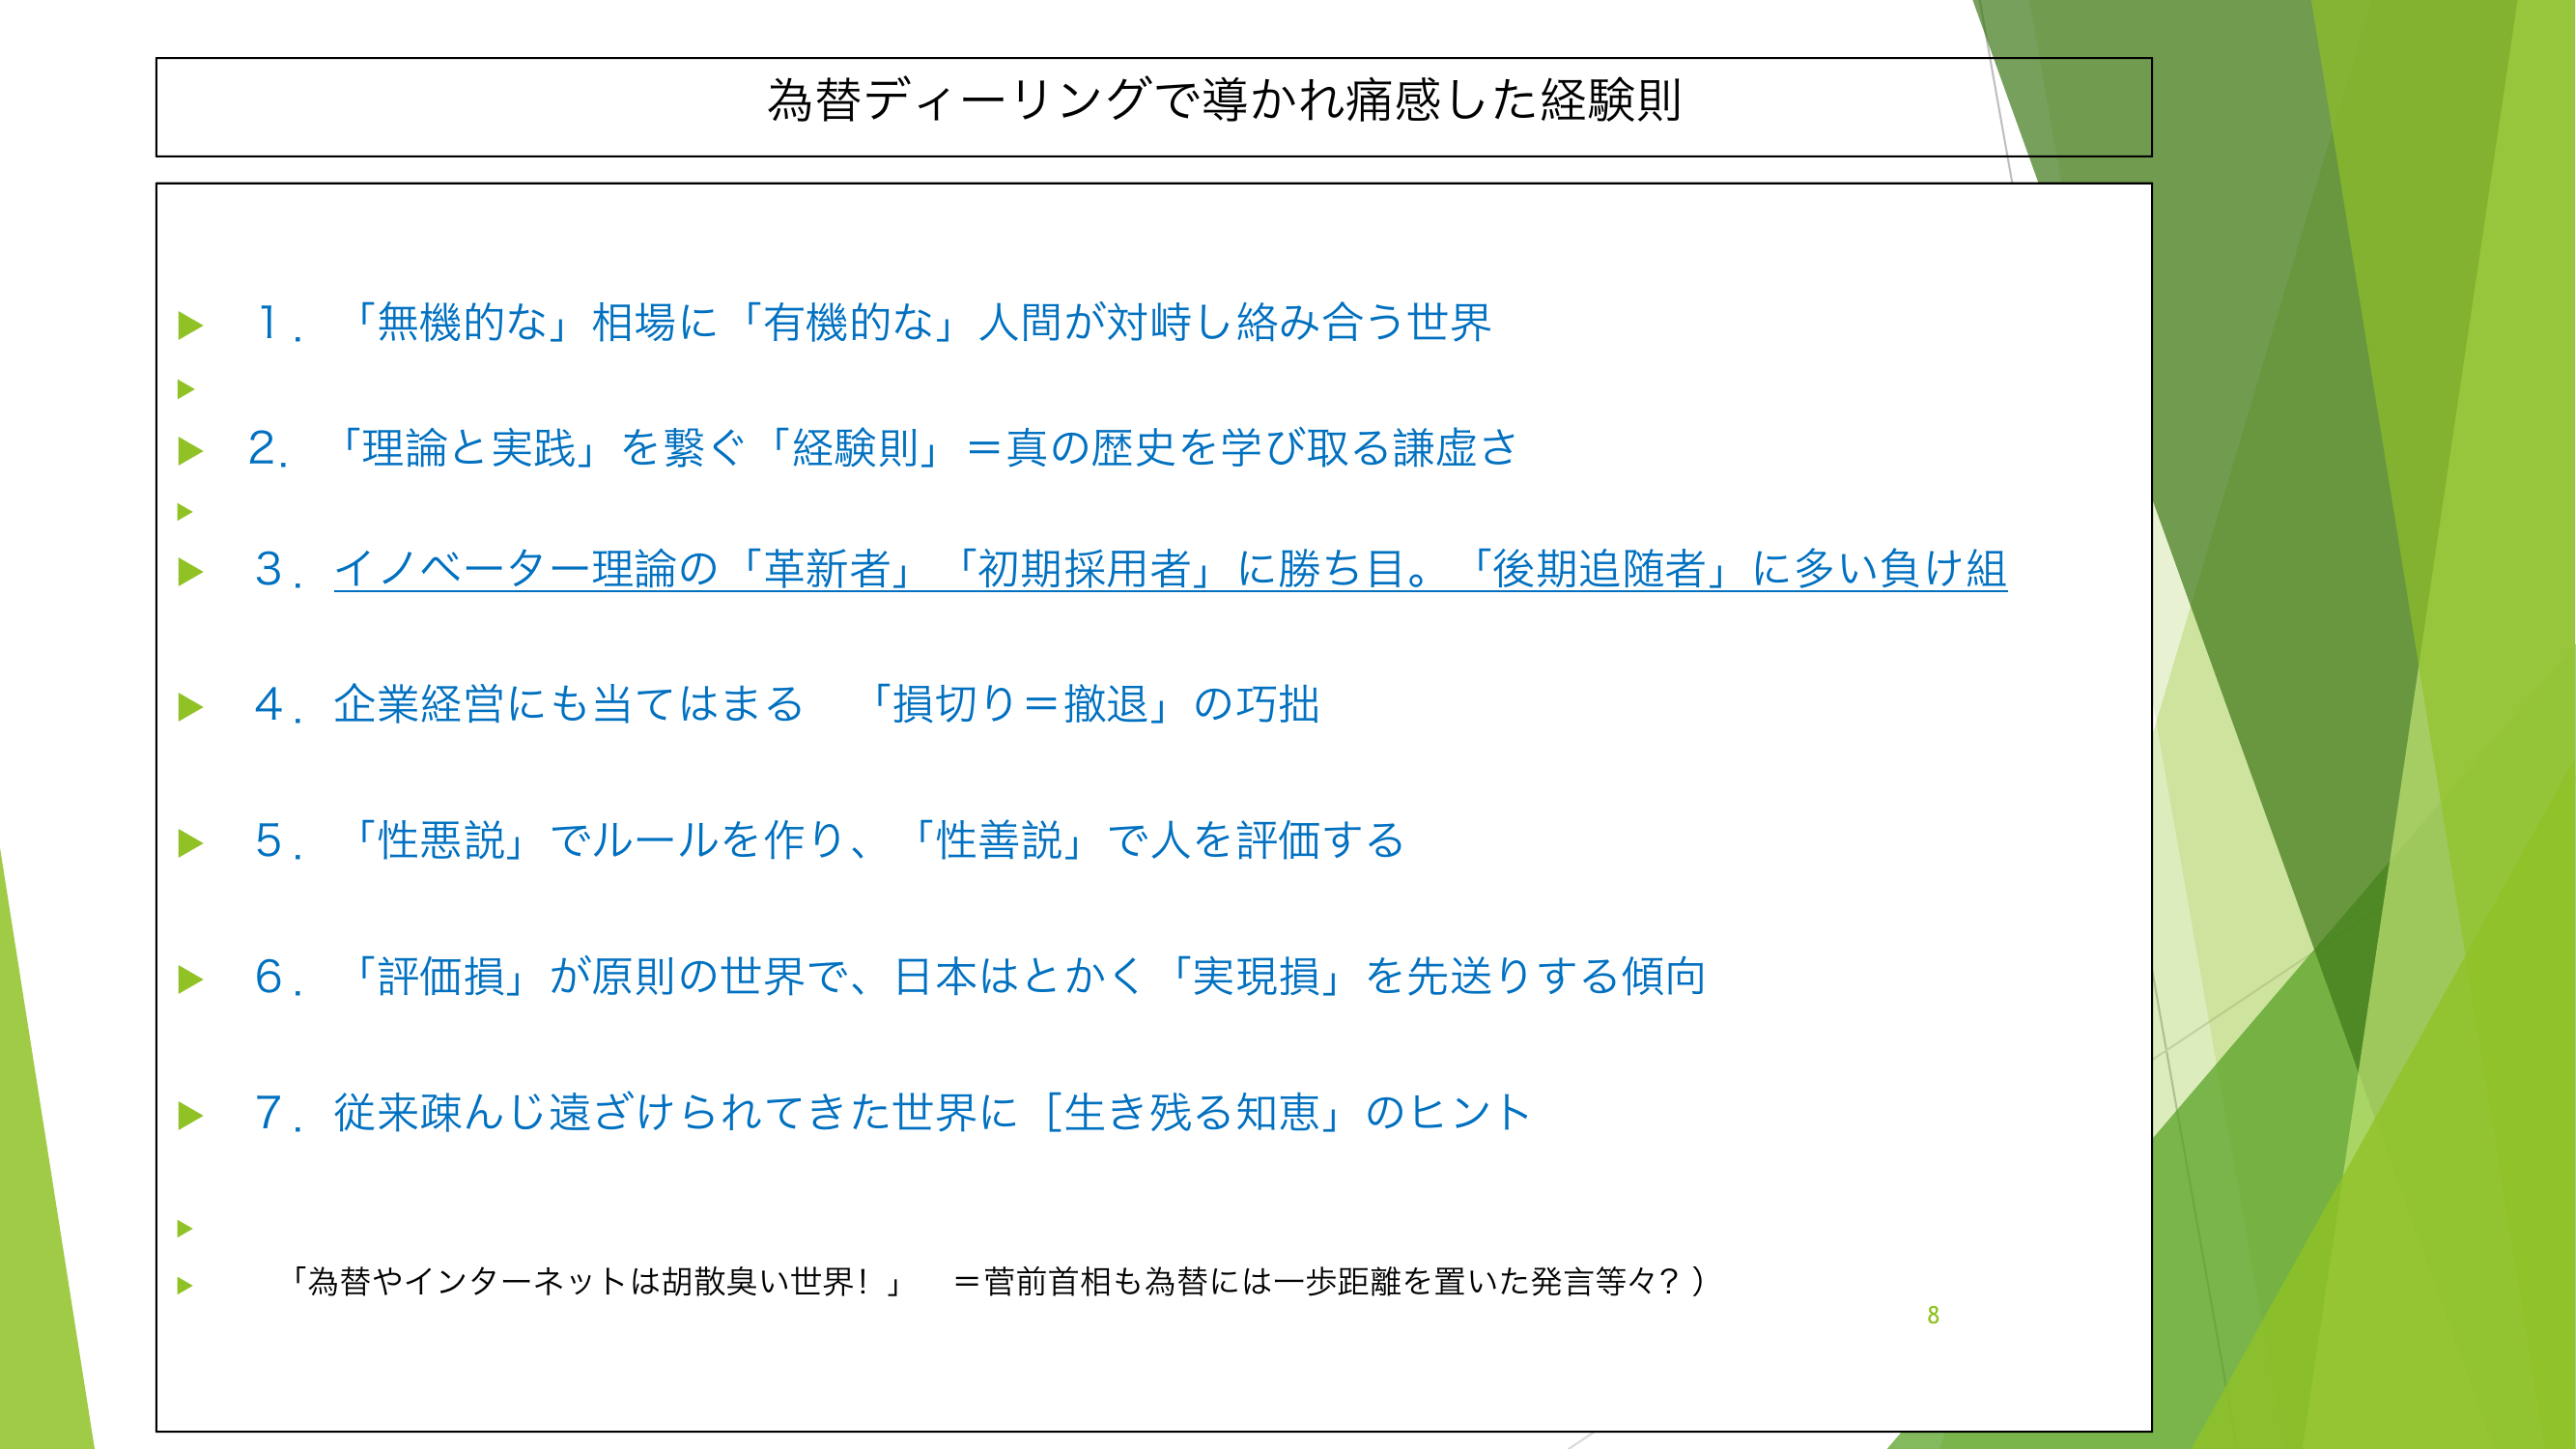 為替ディーリングで導かれ痛感した経験則
１．「無機的な」相場に「有機的な」人間が対峙し絡み合う世界
2．「理論と実践」を繋ぐ「経験則」＝真の歴史を学び取る謙虚さ
３．イノベーター理論の「革新者」「初期採用者」に勝ち目。「後期追随者」に多い負け組
４．企業経営にも当てはまる　「損切り＝撤退」の巧拙
５．「性悪説」でルールを作り、「性善説」で人を評価する
６．「評価損」が原則の世界で、日本はとかく「実現損」を先送りする傾向
７．従来疎んじ遠ざけられてきた世界に［生き残る知恵」のヒント
「為替やインターネットは胡散臭い世界！」　＝菅前首相も為替には一歩距離を置いた発言等々？）
8